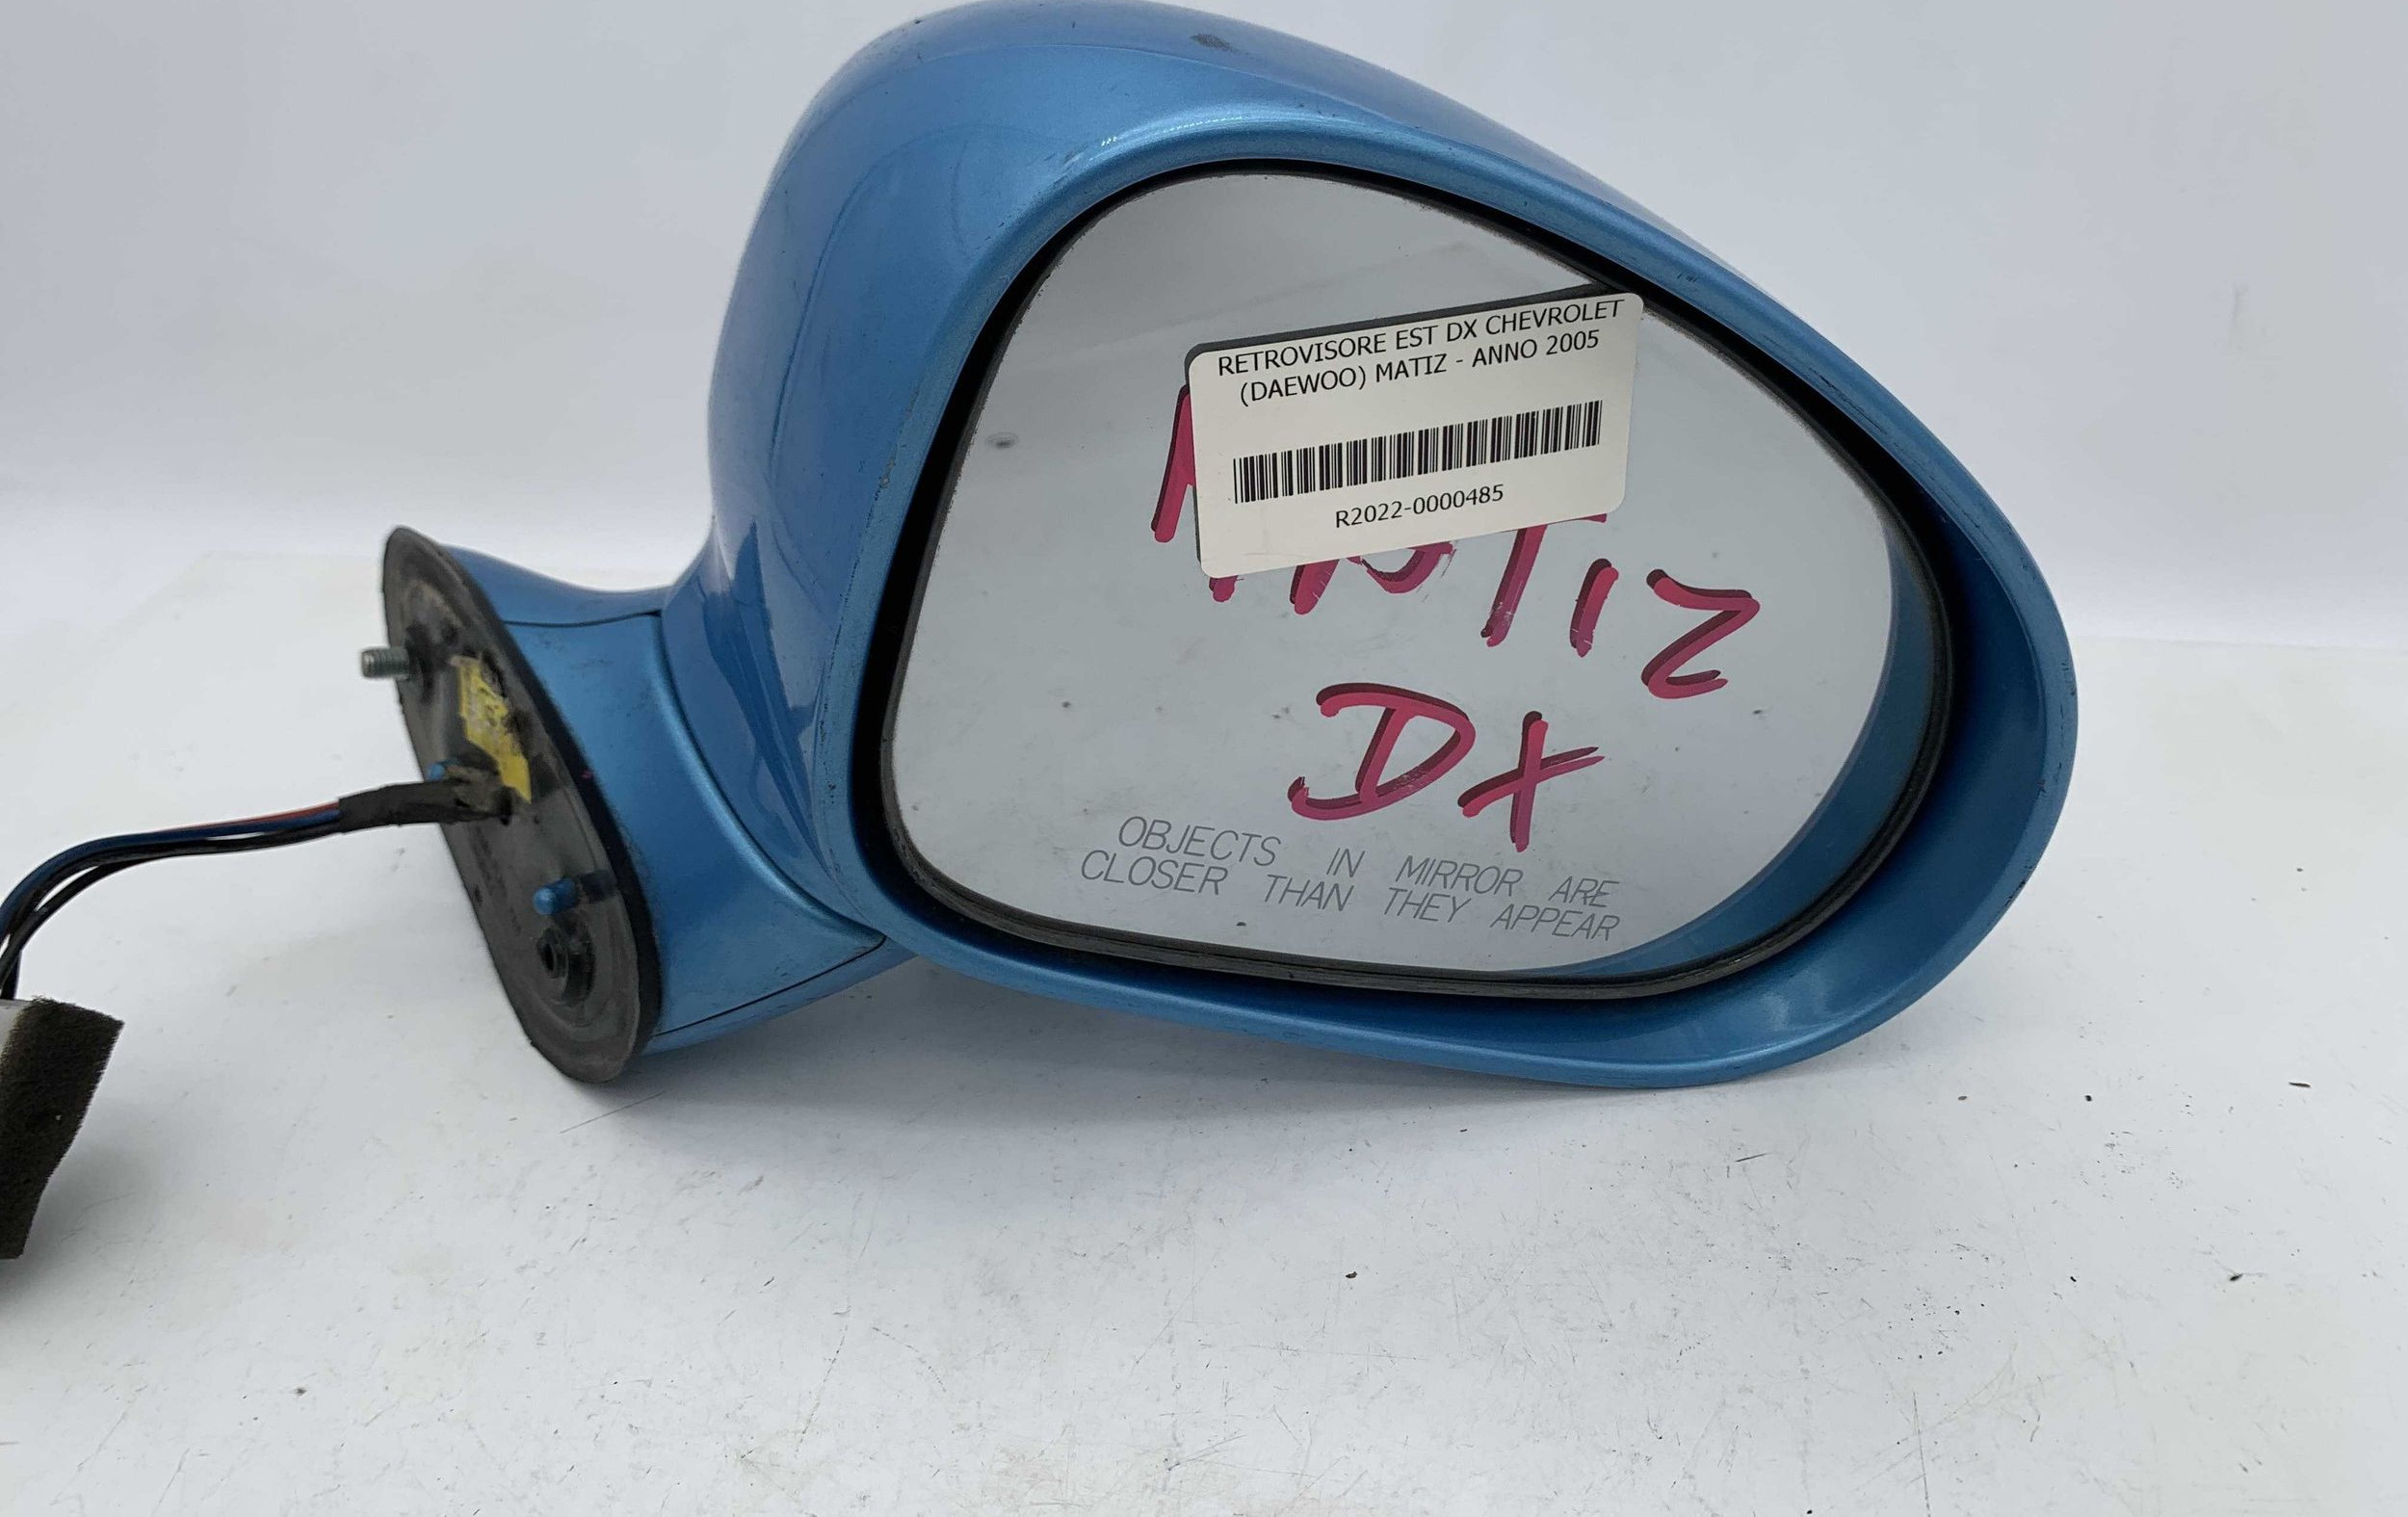 RETROVISORE EST DX CHEVROLET
(DAEWOO) MATIZ - ANNO 2005
R2022-0000485
MATIZ
DX
OBJECTS IN MIRROR ARE
CLOSER THAN THEY APPEAR